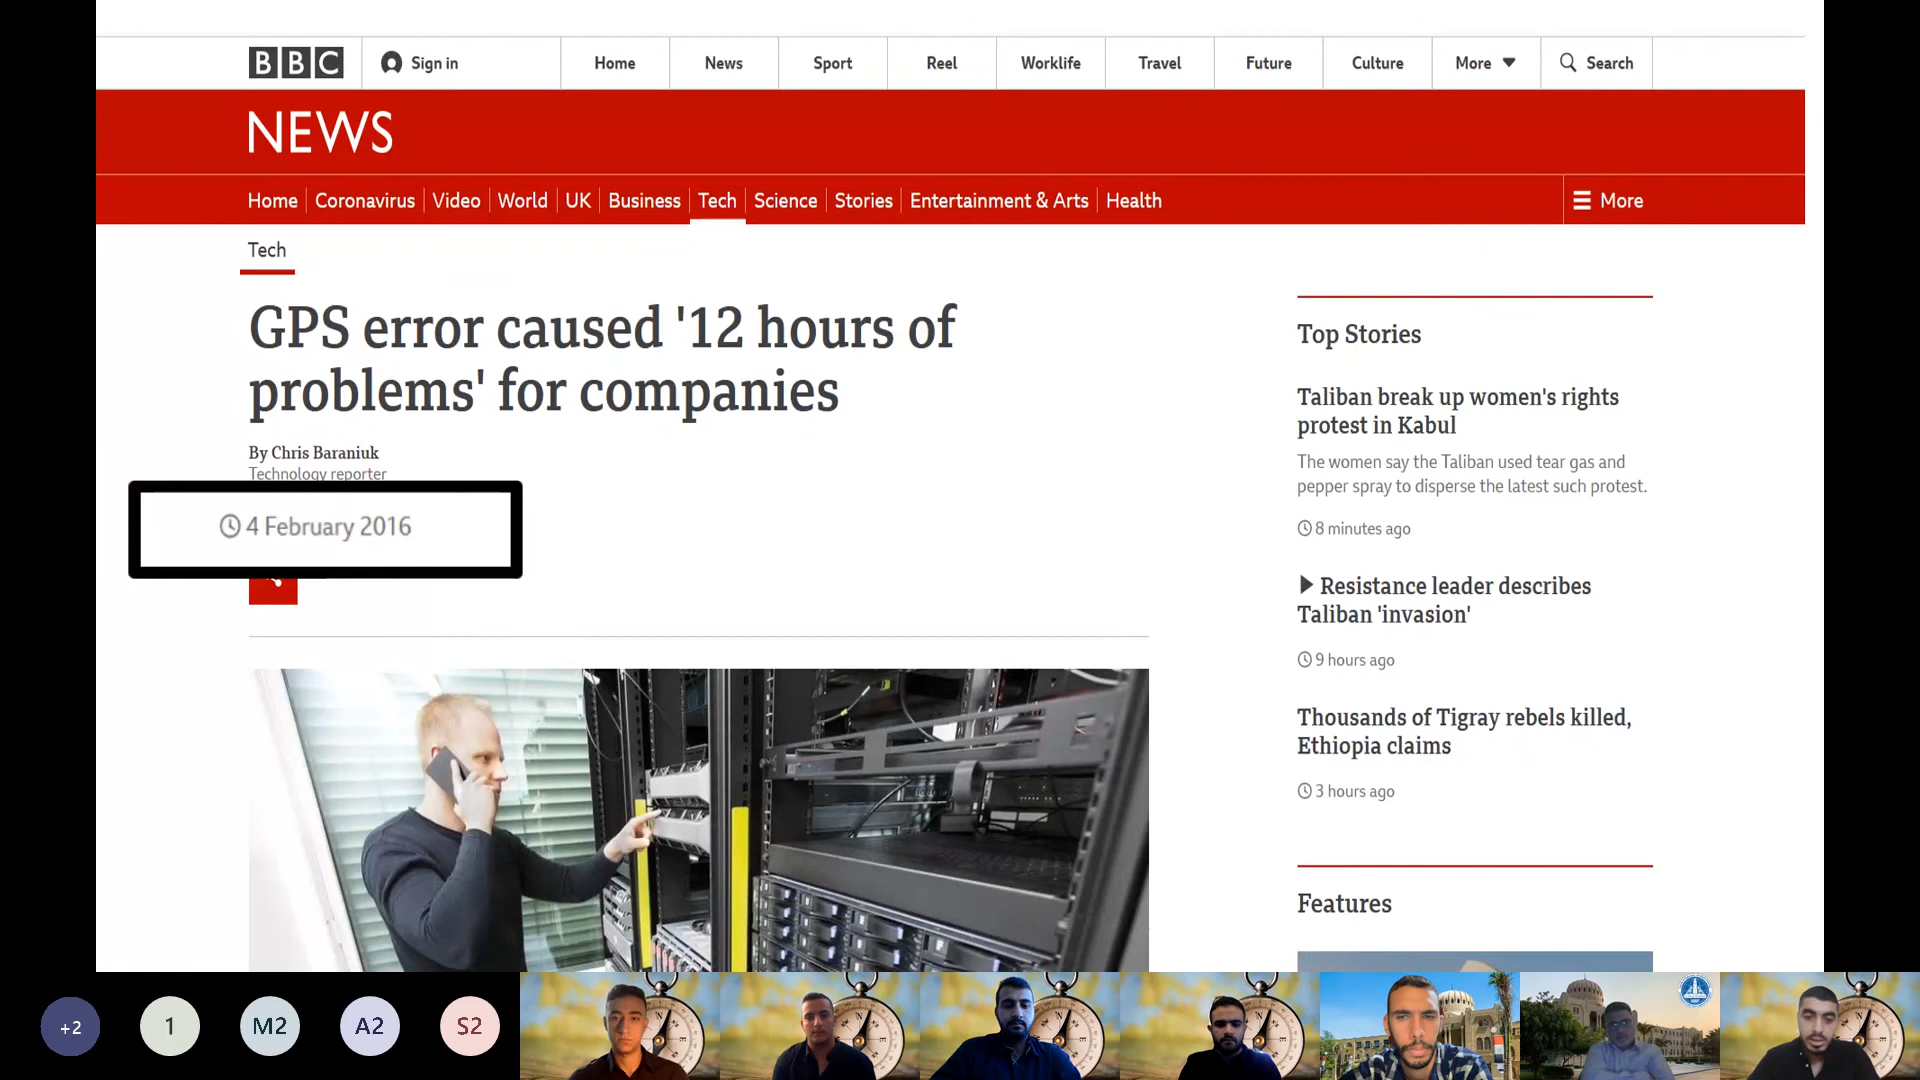 BBC
Sign in
Home
News
Sport
Reel
Worklife
Travel
Future
Culture
More
Search
NEWS
Home
Coronavirus
Video
World
UK
Business
Tech
Science
Stories
Entertainment & Arts
Health
More
Tech
GPS error caused '12 hours of
problems' for companies
By Chris Baraniuk
Technology reporter
4 February 2016
Top Stories
Taliban break up women's rights
protest in Kabul
The women say the Taliban used tear gas and
pepper spray to disperse the latest such protest.
8 minutes ago
Resistance leader describes
Taliban 'invasion'
9 hours ago
Thousands of Tigray rebels killed,
Ethiopia claims
3 hours ago
Features
+2
1
M2
A2
S2